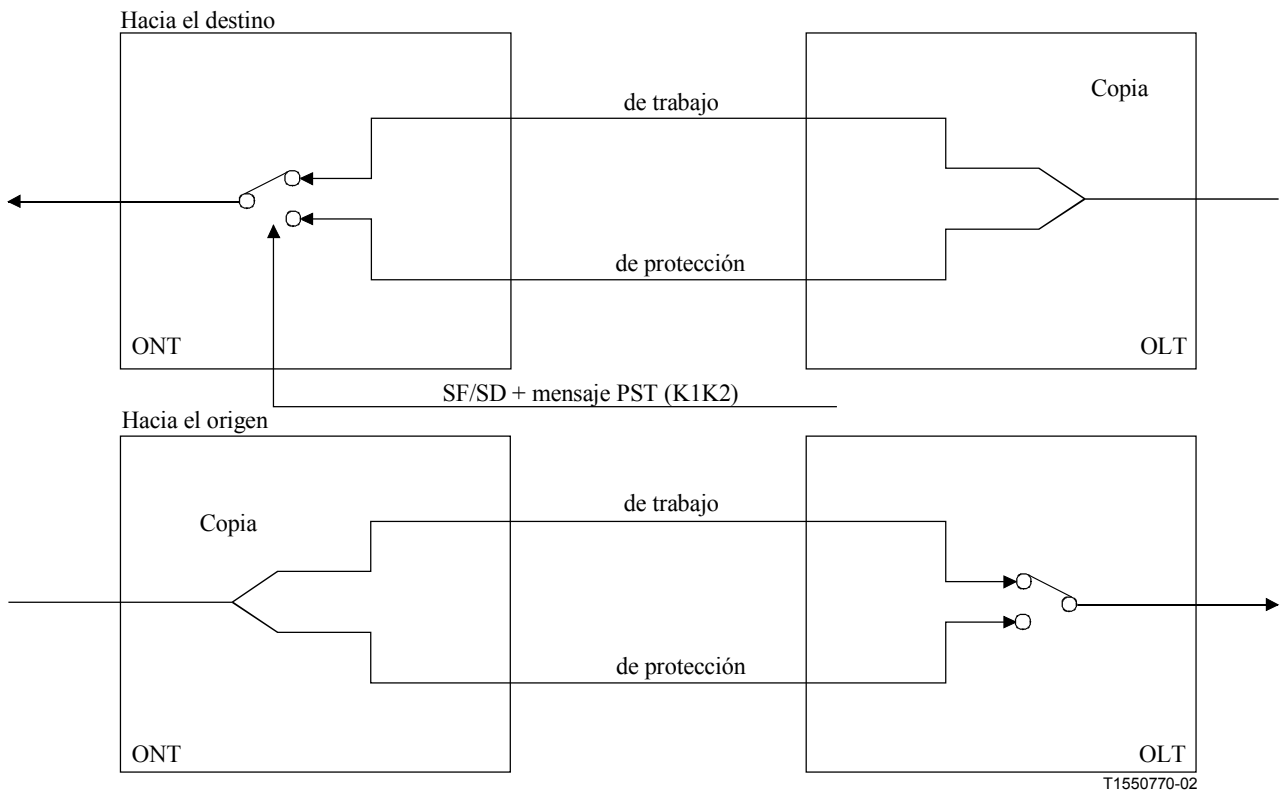 Hacia el destino
Copia
de trabajo
de protección
ONT
OLT
SF/SD + mensaje PST (K1K2)
Hacia el origen
de trabajo
Copia
de protección
ONT
OLT
T1550770-02